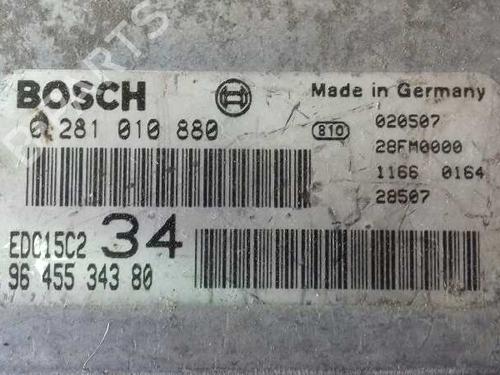 BOSCH
Made in Germany
0 281 010 880
810
020507
28FM0000
1166 0164
28507
EDC15C2 34
96 455 343 80